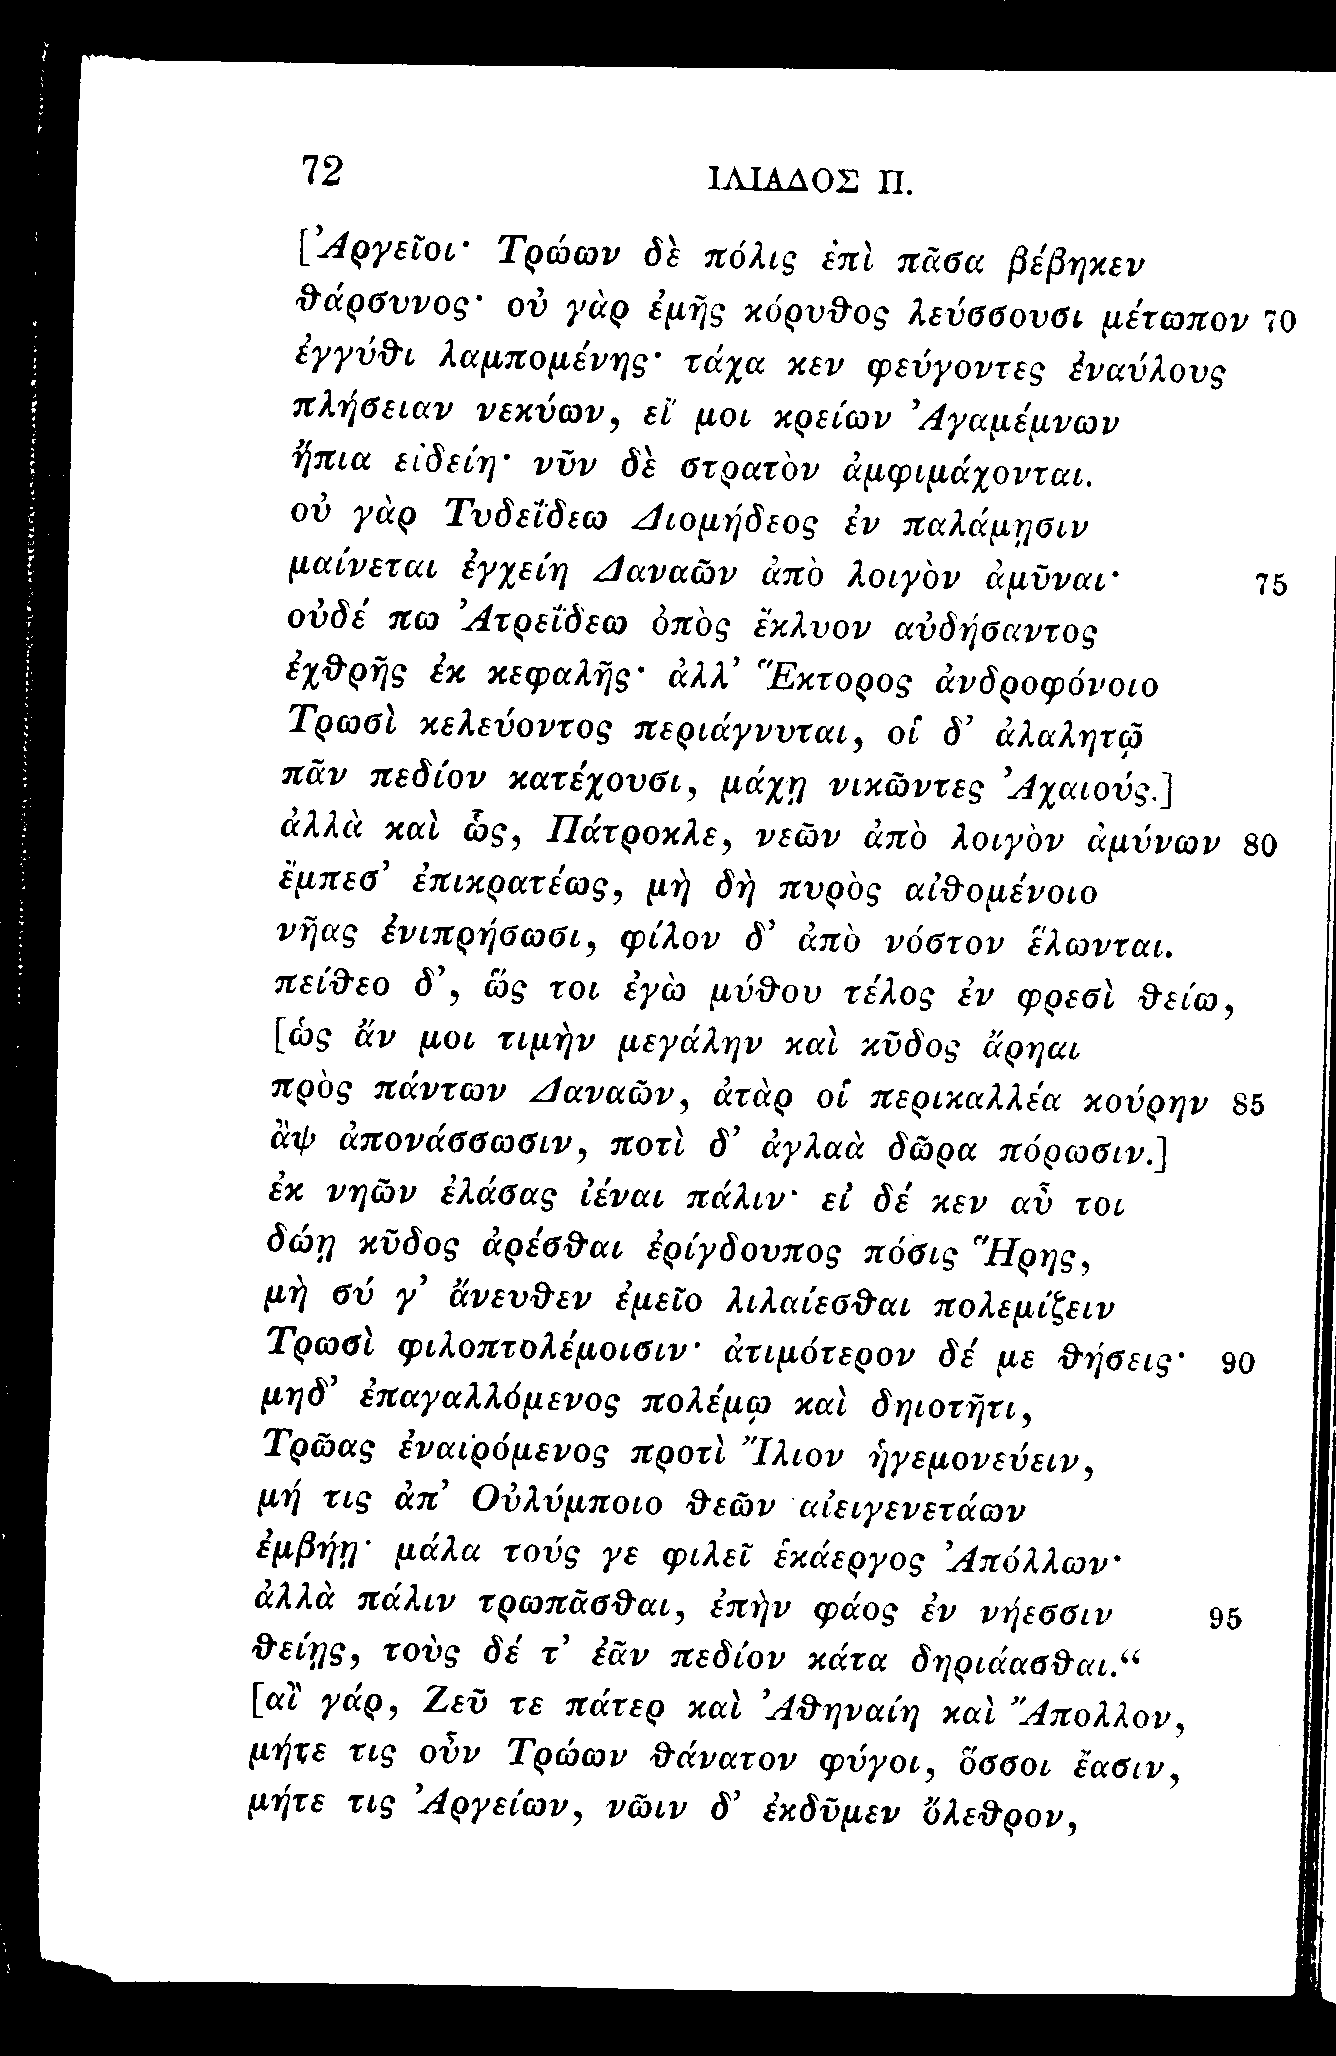 72 ΙΛΙΑΔΟΣ Π.
[Ἀργεῖοι· Τρώων δὲ πόλις ἐπὶ πᾶσα βέβηκεν
θάρσυνος· οὐ γὰρ ἐμῆς κόρυθος λεύσσουσι μέτωπον 70
ἐγγύθι λαμπομένης· τάχα κεν φεύγοντες ἐναύλους
πλήσειαν νεκύων, εἴ μοι κρείων Ἀγαμέμνων
ἤπια εἰδείη· νῦν δὲ στρατὸν ἀμφιμάχονται.
οὐ γὰρ Τυδεΐδεω Διομήδεος ἐν παλάμῃσιν
μαίνεται ἐγχείη Δαναῶν ἀπὸ λοιγὸν ἀμῦναι· 75
οὐδέ πω Ἀτρεΐδεω ὀπὸς ἔκλυον αὐδήσαντος
ἐχθρῆς ἐκ κεφαλῆς· ἀλλ’ Ἕκτορος ἀνδροφόνοιο
Τρωσὶ κελεύοντος περιάγνυται, οἳ δ’ ἀλαλητῷ
πᾶν πεδίον κατέχουσι, μάχῃ νικῶντες Ἀχαιούς.]
ἀλλὰ καὶ ὧς, Πάτροκλε, νεῶν ἀπὸ λοιγὸν ἀμύνων 80
ἔμπεσ’ ἐπικρατέως, μὴ δὴ πυρὸς αἰθομένοιο
νῆας ἐνιπρήσωσι, φίλον δ’ ἀπὸ νόστον ἕλωνται.
πείθεο δ’, ὥς τοι ἐγὼ μύθου τέλος ἐν φρεσὶ θείω,
[ὡς ἄν μοι τιμὴν μεγάλην καὶ κῦδος ἄρηαι
πρὸς πάντων Δαναῶν, ἀτὰρ οἳ περικαλλέα κούρην 85
ἂψ ἀπονάσσωσιν, ποτὶ δ’ ἀγλαὰ δῶρα πόρωσιν.]
ἐκ νηῶν ἐλάσας ἰέναι πάλιν· εἰ δέ κεν αὖ τοι
δώῃ κῦδος ἀρέσθαι ἐρίγδουπος πόσις Ἥρης,
μὴ σύ γ’ ἄνευθεν ἐμεῖο λιλαίεσθαι πολεμίζειν
Τρωσὶ φιλοπτολέμοισιν· ἀτιμότερον δέ με θήσεις· 90
μηδ’ ἐπαγαλλόμενος πολέμῳ καὶ δηιοτῆτι,
Τρῶας ἐναιρόμενος προτὶ Ἴλιον ἡγεμονεύειν,
μή τις ἀπ’ Οὐλύμποιο θεῶν αἰειγενετάων
ἐμβήῃ· μάλα τούς γε φιλεῖ ἑκάεργος Ἀπόλλων·
ἀλλὰ πάλιν τρωπᾶσθαι, ἐπὴν φάος ἐν νήεσσιν 95
θείῃς, τοὺς δέ τ’ ἐᾶν πεδίον κάτα δηριάασθαι.“
[αἲ γάρ, Ζεῦ τε πάτερ καὶ Ἀθηναίη καὶ Ἄπολλον,
μήτε τις οὖν Τρώων θάνατον φύγοι, ὅσσοι ἔασιν,
μήτε τις Ἀργείων, νῶιν δ’ ἐκδῦμεν ὄλεθρον,